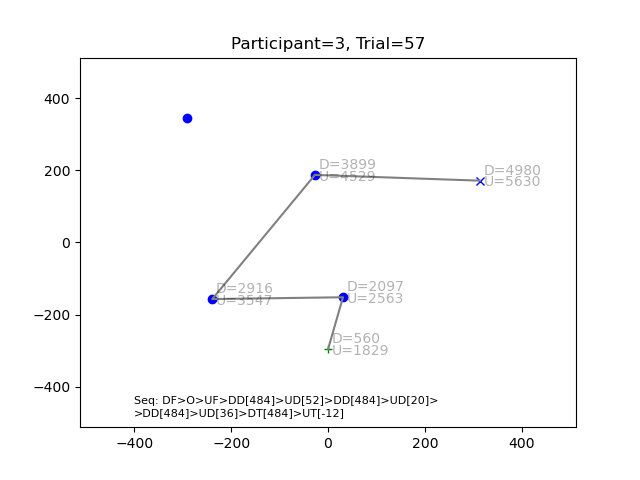 Participant=3, Trial=57
400
200
0
−200
−400
−400
−200
0
200
400
D=3899
U=4529
D=4980
U=5630
D=2916
U=3547
D=2097
U=2563
D=560
U=1829
Seq: DF>O>UF>DD[484]>UD[52]>DD[484]>UD[20]>
>DD[484]>UD[36]>DT[484]>UT[-12]